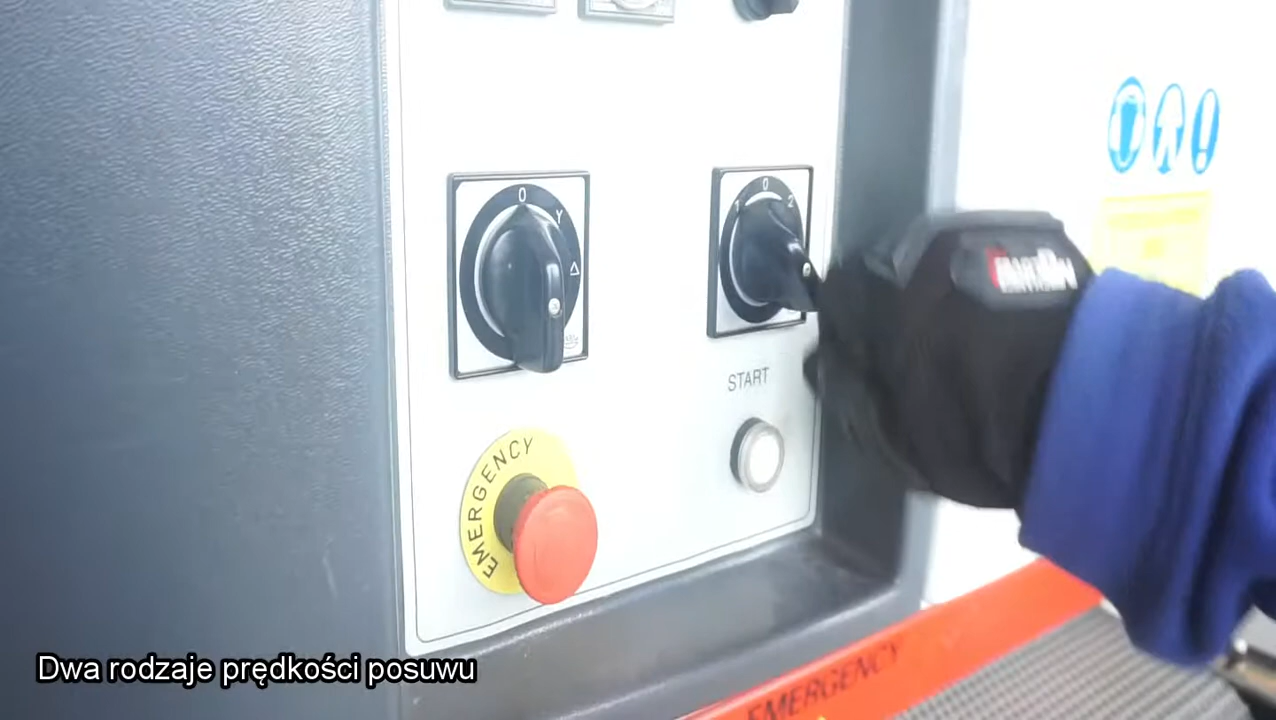 0
Y
Δ
0
1 2
START
EMERGENCY
EMERGENCY
Dwa rodzaje prędkości posuwu